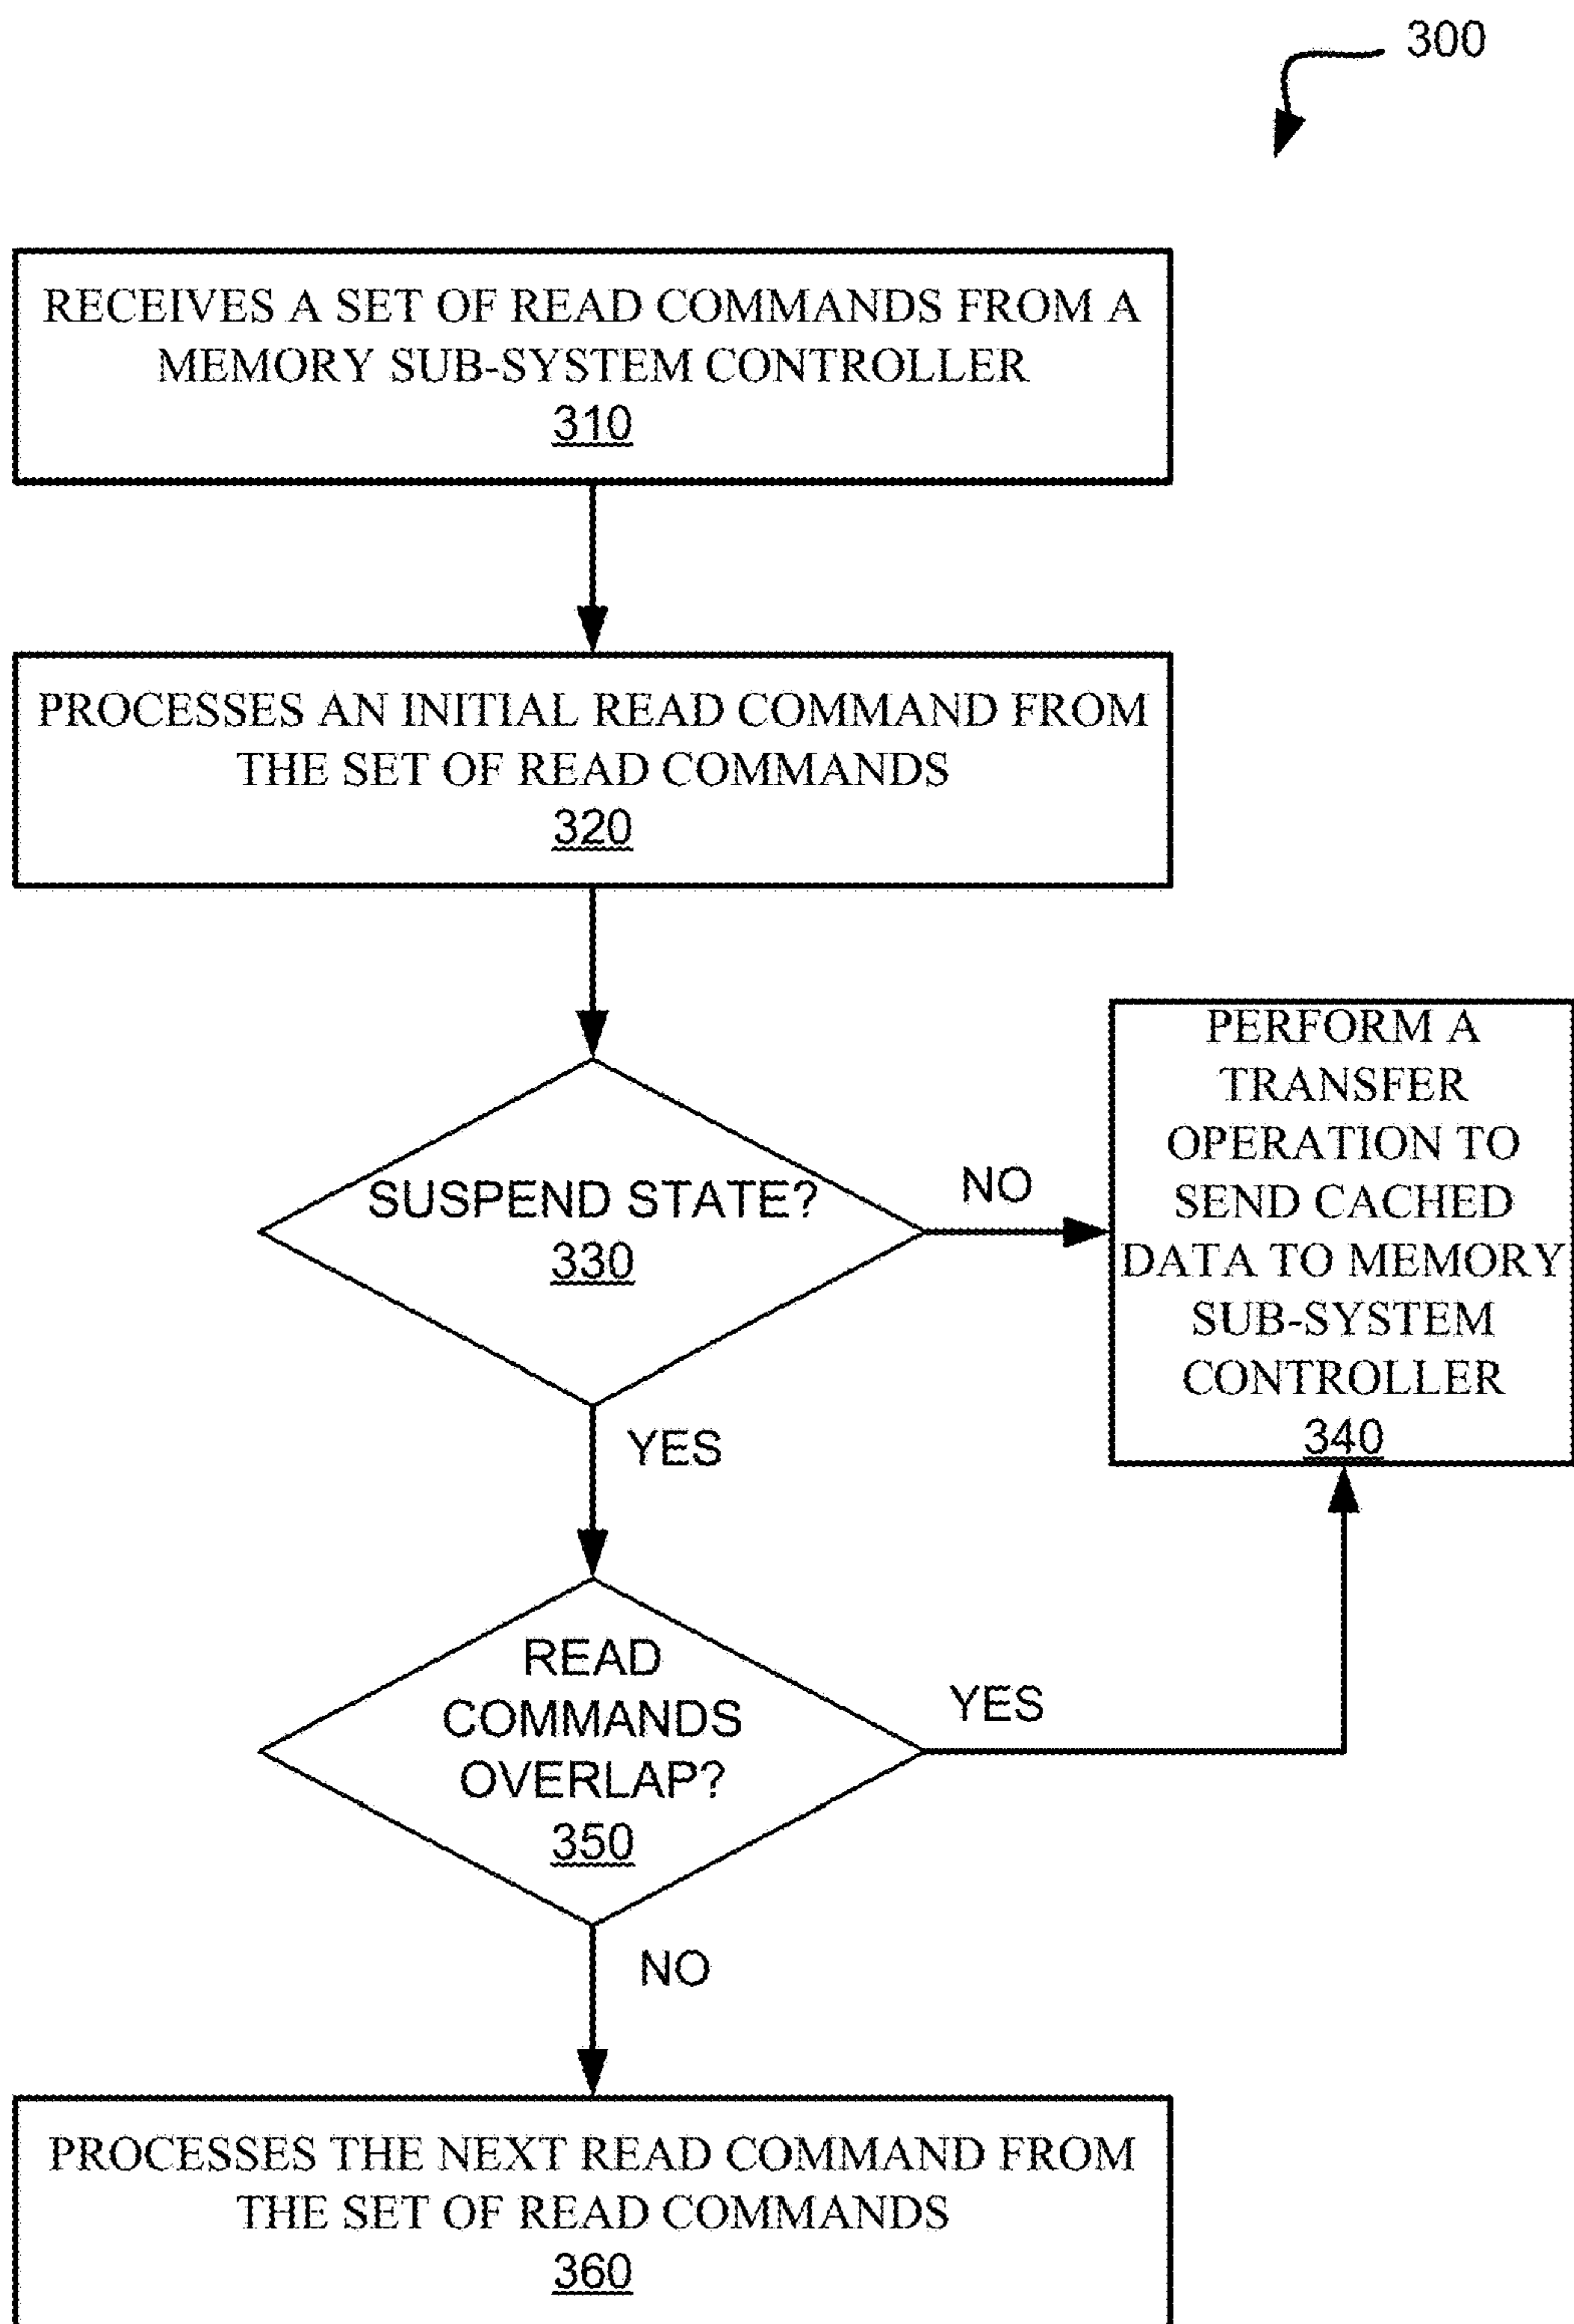 300
RECEIVES A SET OF READ COMMANDS FROM A
MEMORY SUB-SYSTEM CONTROLLER
310
PROCESSES AN INITIAL READ COMMAND FROM
THE SET OF READ COMMANDS
320
SUSPEND STATE?
330
NO
PERFORM A
TRANSFER
OPERATION TO
SEND CACHED
DATA TO MEMORY
SUB-SYSTEM
CONTROLLER
340
YES
READ
COMMANDS
OVERLAP?
350
YES
NO
PROCESSES THE NEXT READ COMMAND FROM
THE SET OF READ COMMANDS
360